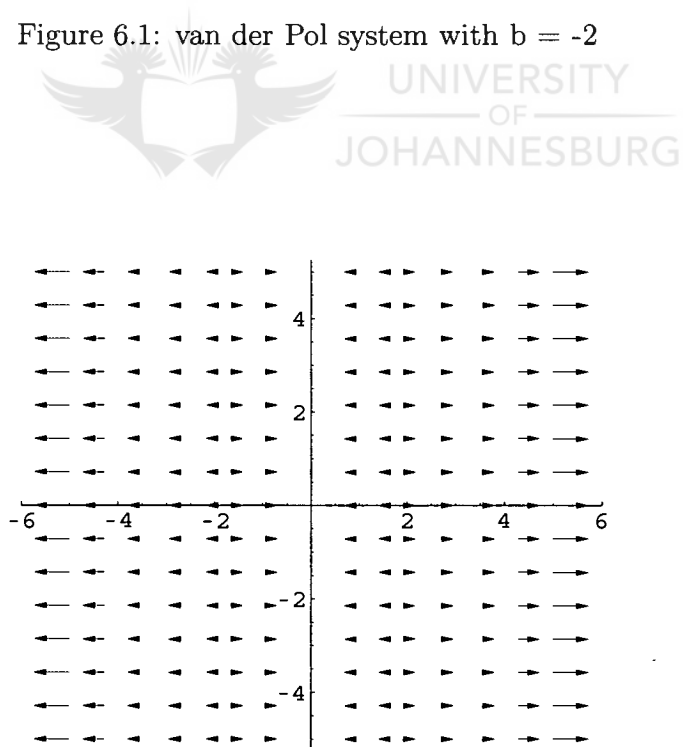 Figure 6.1: van der Pol system with b = -2
UNIVERSITY
OF
JOHANNESBURG
4
2
-6 -4 -2 2 4 6
-2
-4